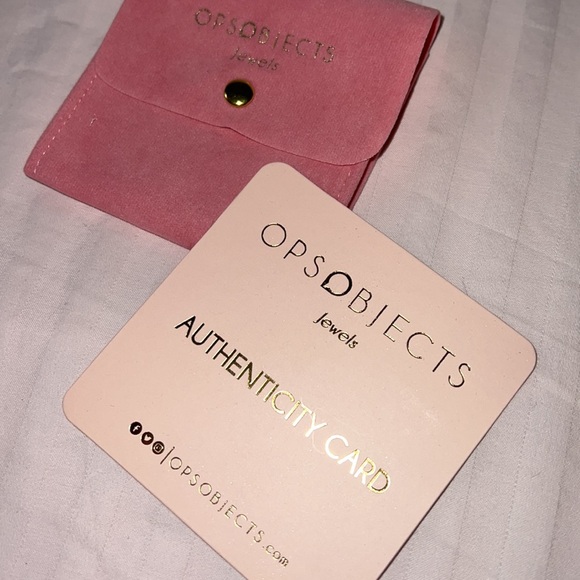 OPSOBJECTS
Jewels
OPSOBJECTS
Jewels
AUTHENTICITY CARD
OPSOBJECTS.com